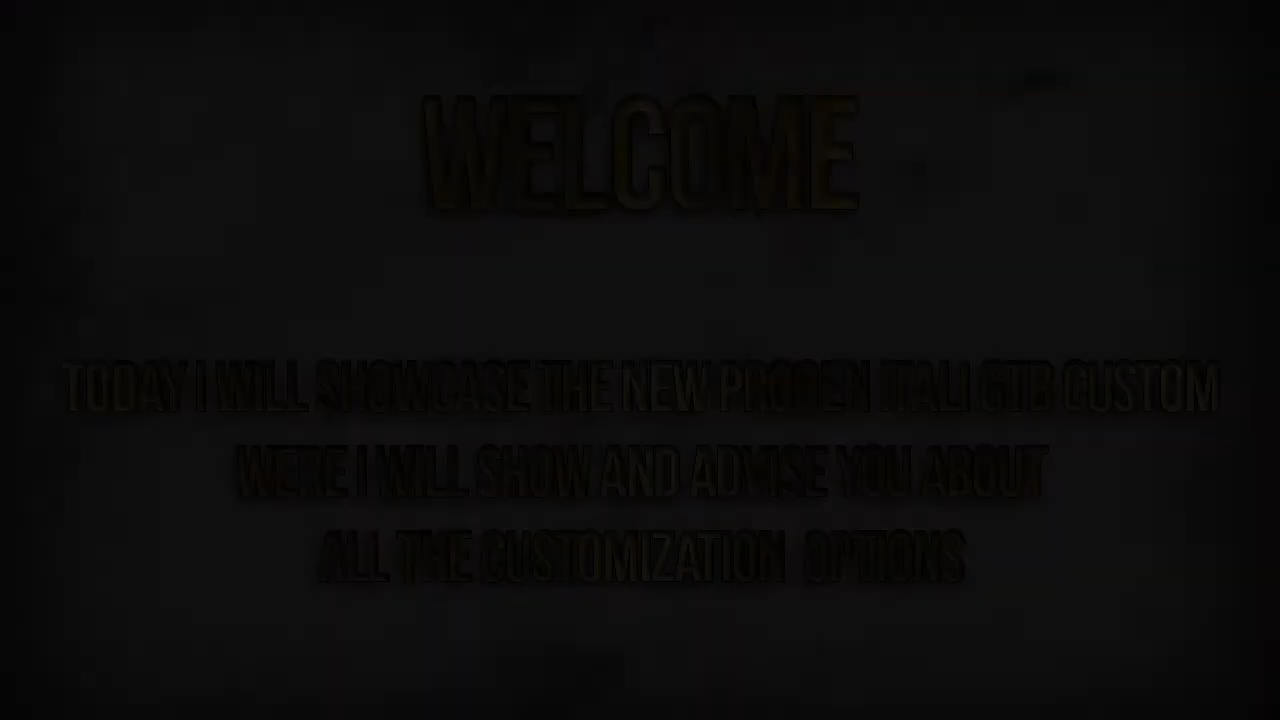 WELCOME
TODAY I WILL SHOWCASE THE NEW PROGEN ITALI GTB CUSTOM
WERE I WILL SHOW AND ADVISE YOU ABOUT
ALL THE CUSTOMIZATION OPTIONS